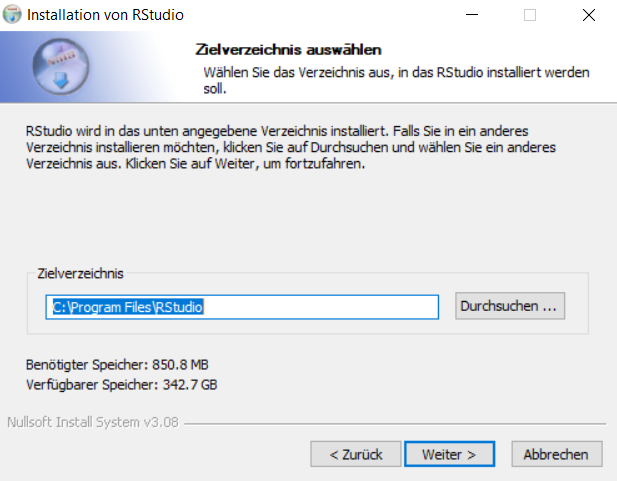 Installation von RStudio
Zielverzeichnis auswählen
Wählen Sie das Verzeichnis aus, in das RStudio installiert werden
soll.
RStudio wird in das unten angegebene Verzeichnis installiert. Falls Sie in ein anderes
Verzeichnis installieren möchten, klicken Sie auf Durchsuchen und wählen Sie ein anderes
Verzeichnis aus. Klicken Sie auf Weiter, um fortzufahren.
Zielverzeichnis
C:\Program Files\RStudio
Durchsuchen ...
Benötigter Speicher: 850.8 MB
Verfügbarer Speicher: 342.7 GB
Nullsoft Install System v3.08
< Zurück
Weiter >
Abbrechen